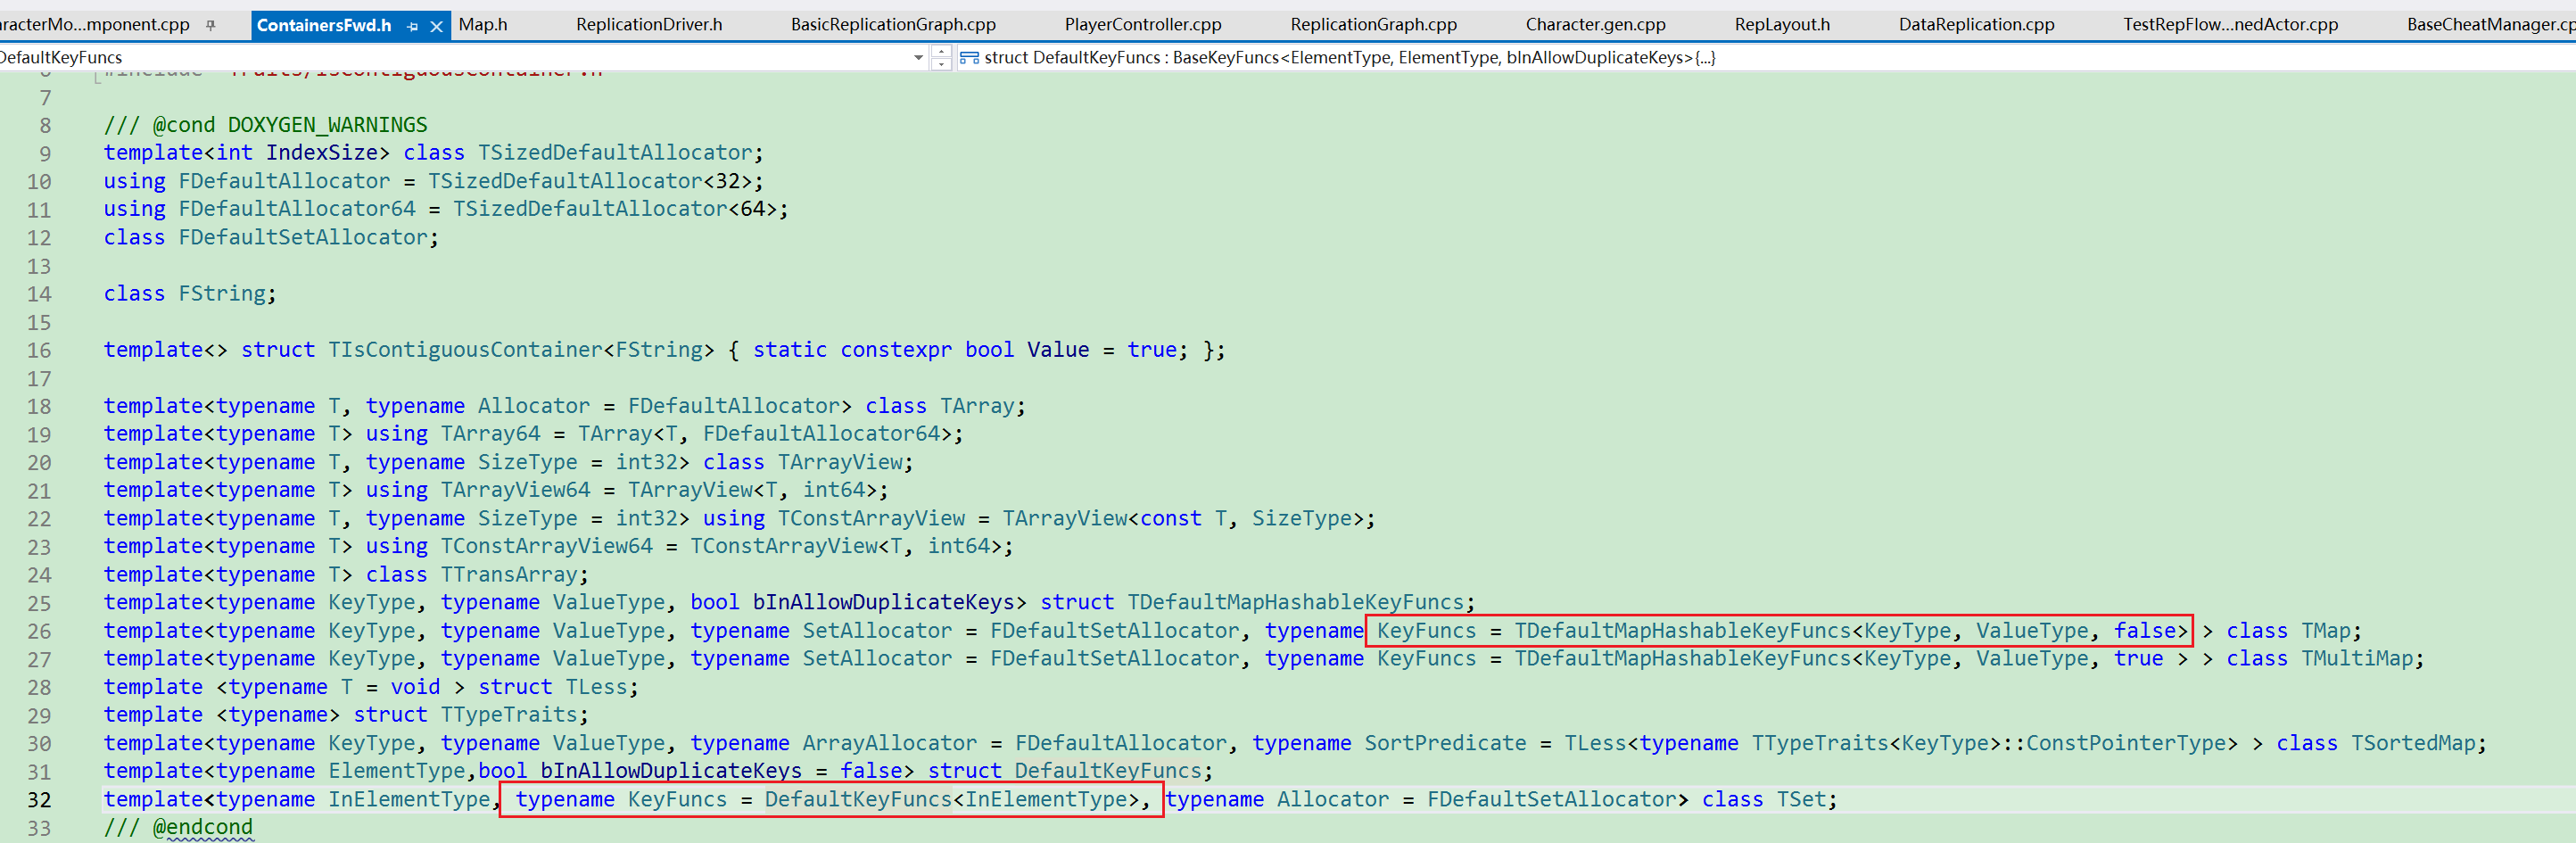 aracterMo...mponent.cpp ContainersFwd.h Map.h ReplicationDriver.h BasicReplicationGraph.cpp PlayerController.cpp ReplicationGraph.cpp Character.gen.cpp RepLayout.h DataReplication.cpp TestRepFlow...nedActor.cpp BaseCheatManager.cp
DefaultKeyFuncs struct DefaultKeyFuncs : BaseKeyFuncs<ElementType, ElementType, bInAllowDuplicateKeys>{...}
7
8 /// @cond DOXYGEN_WARNINGS
9 template<int IndexSize> class TSizedDefaultAllocator;
10 using FDefaultAllocator = TSizedDefaultAllocator<32>;
11 using FDefaultAllocator64 = TSizedDefaultAllocator<64>;
12 class FDefaultSetAllocator;
13
14 class FString;
15
16 template<> struct TIsContiguousContainer<FString> { static constexpr bool Value = true; };
17
18 template<typename T, typename Allocator = FDefaultAllocator> class TArray;
19 template<typename T> using TArray64 = TArray<T, FDefaultAllocator64>;
20 template<typename T, typename SizeType = int32> class TArrayView;
21 template<typename T> using TArrayView64 = TArrayView<T, int64>;
22 template<typename T, typename SizeType = int32> using TConstArrayView = TArrayView<const T, SizeType>;
23 template<typename T> using TConstArrayView64 = TConstArrayView<T, int64>;
24 template<typename T> class TTransArray;
25 template<typename KeyType, typename ValueType, bool bInAllowDuplicateKeys> struct TDefaultMapHashableKeyFuncs;
26 template<typename KeyType, typename ValueType, typename SetAllocator = FDefaultSetAllocator, typename KeyFuncs = TDefaultMapHashableKeyFuncs<KeyType, ValueType, false> > class TMap;
27 template<typename KeyType, typename ValueType, typename SetAllocator = FDefaultSetAllocator, typename KeyFuncs = TDefaultMapHashableKeyFuncs<KeyType, ValueType, true > > class TMultiMap;
28 template <typename T = void > struct TLess;
29 template <typename> struct TTypeTraits;
30 template<typename KeyType, typename ValueType, typename ArrayAllocator = FDefaultAllocator, typename SortPredicate = TLess<typename TTypeTraits<KeyType>::ConstPointerType> > class TSortedMap;
31 template<typename ElementType,bool bInAllowDuplicateKeys = false> struct DefaultKeyFuncs;
32 template<typename InElementType, typename KeyFuncs = DefaultKeyFuncs<InElementType>, typename Allocator = FDefaultSetAllocator> class TSet;
33 /// @endcond